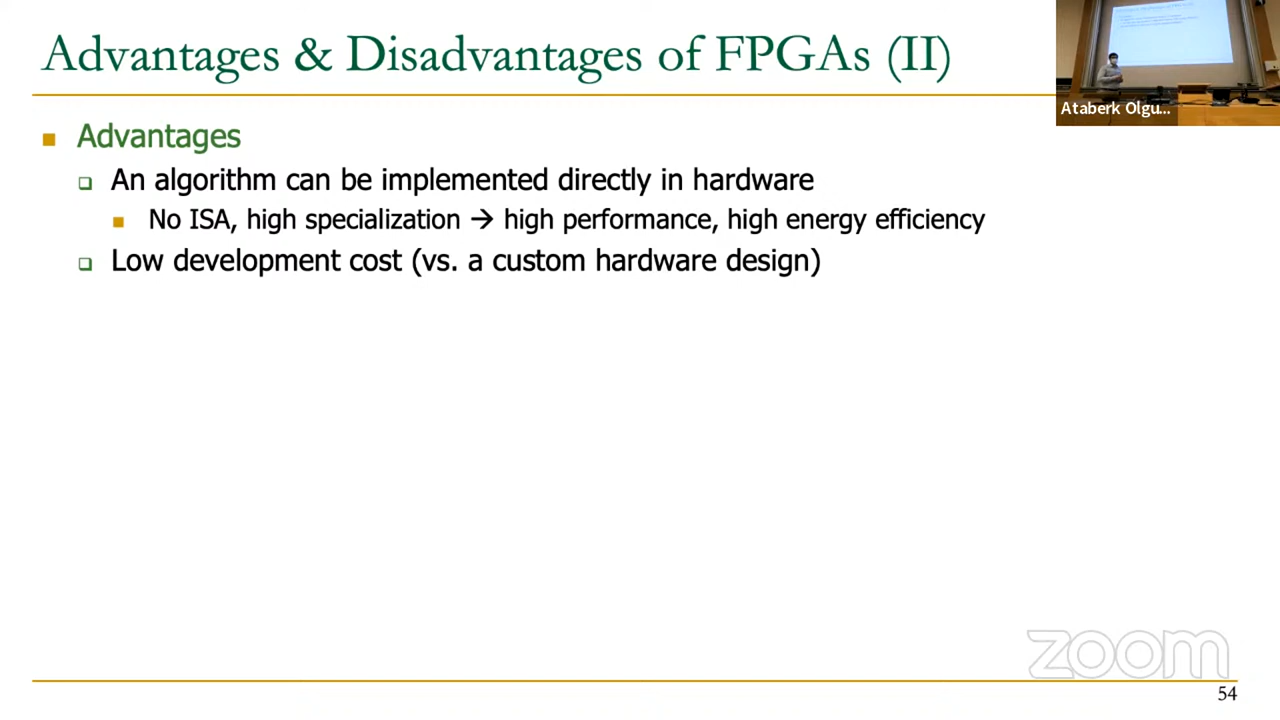 Advantages & Disadvantages of FPGAs (II)
Ataberk Olgu...
Advantages
An algorithm can be implemented directly in hardware
No ISA, high specialization → high performance, high energy efficiency
Low development cost (vs. a custom hardware design)
zoom
54